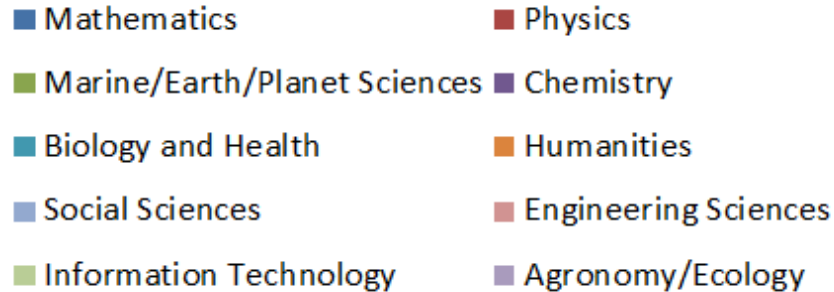 Mathematics Physics
Marine/Earth/Planet Sciences Chemistry
Biology and Health Humanities
Social Sciences Engineering Sciences
Information Technology Agronomy/Ecology